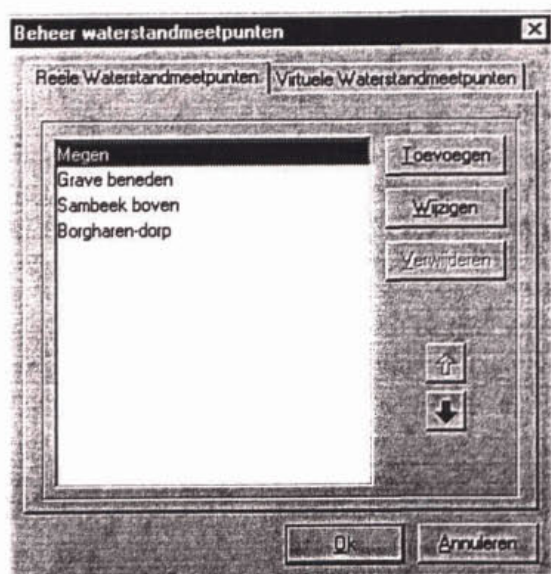 Beheer waterstandmeetpunten
Reële Waterstandmeetpunten Virtuele Waterstandmeetpunten
Megen
Grave beneden
Sambeek boven
Borgharen-dorp
Toevoegen
Wijzigen
Verwijderen
Ok
Annuleren